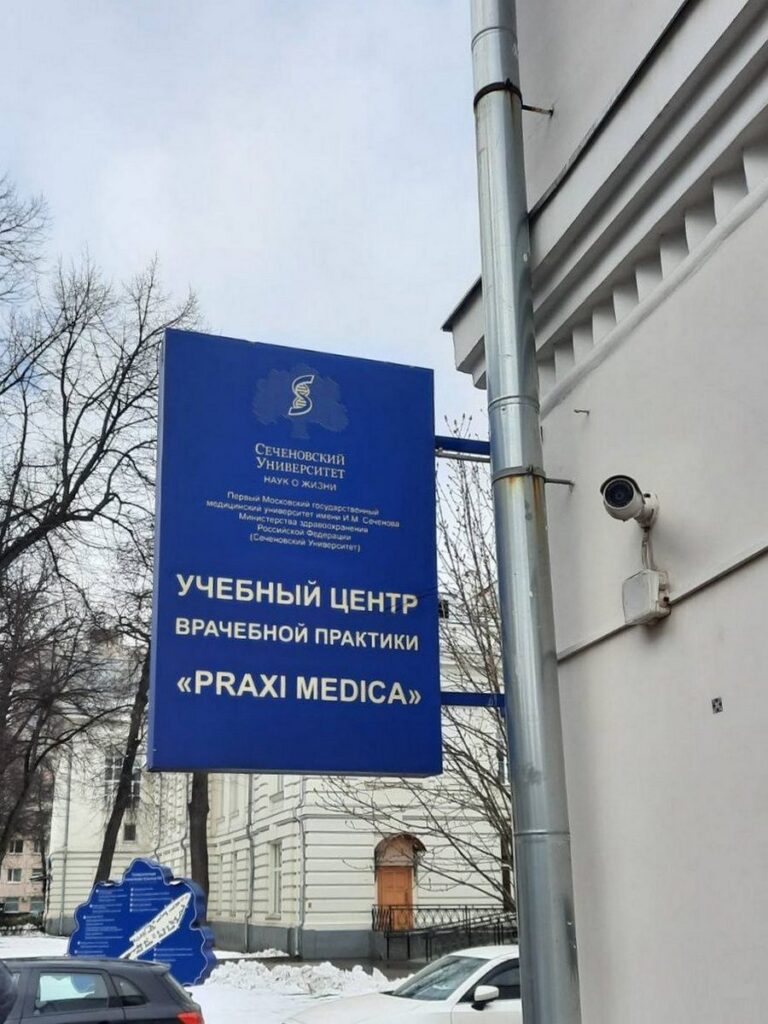 Сеченовский
Университет
НАУК О ЖИЗНИ
Первый Московский государственный
медицинский университет имени И.М. Сеченова
Министерства здравоохранения
Российской Федерации
(Сеченовский Университет)
УЧЕБНЫЙ ЦЕНТР
ВРАЧЕБНОЙ ПРАКТИКИ
«PRAXI MEDICA»